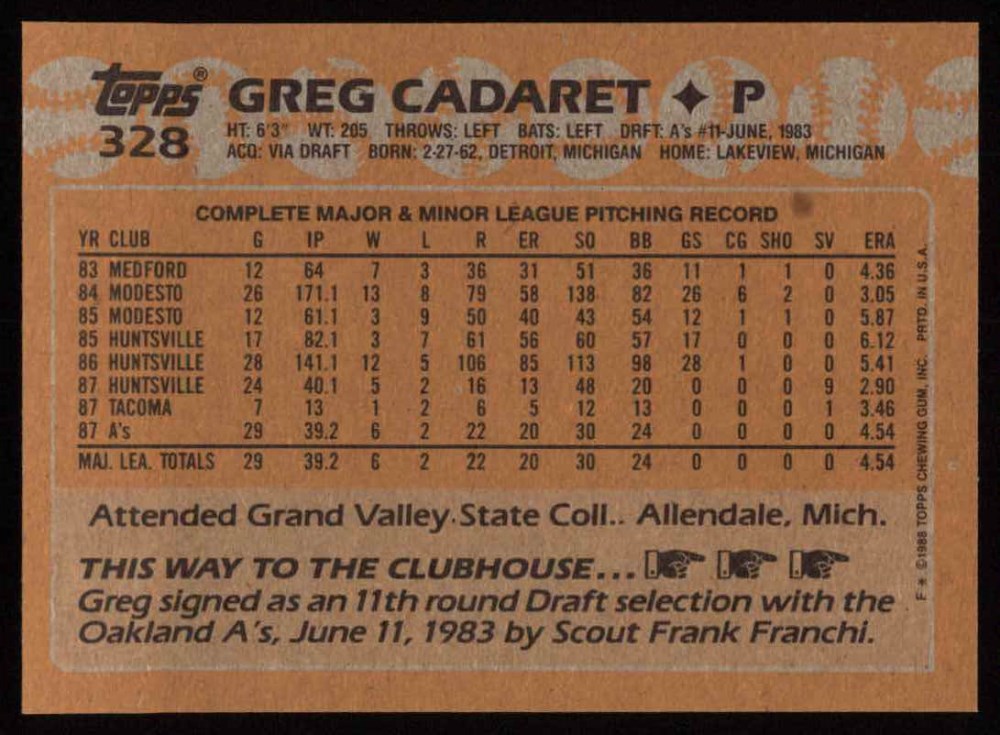 Topps® GREG CADARET ✦ P
328
HT: 6'3" WT: 205 THROWS: LEFT BATS: LEFT DRFT: A's #11-JUNE, 1983
ACQ: VIA DRAFT BORN: 2-27-62, DETROIT, MICHIGAN HOME: LAKEVIEW, MICHIGAN
COMPLETE MAJOR & MINOR LEAGUE PITCHING RECORD
YR CLUB G IP W L R ER SO BB GS CG SHO SV ERA
83 MEDFORD 12 64 7 3 36 31 51 36 11 1 1 0 4.36
84 MODESTO 26 171.1 13 8 79 58 138 82 26 6 2 0 3.05
85 MODESTO 12 61.1 3 9 50 40 43 54 12 1 1 0 5.87
85 HUNTSVILLE 17 82.1 3 7 61 56 60 57 17 0 0 0 6.12
86 HUNTSVILLE 28 141.1 12 5 106 85 113 98 28 1 0 0 5.41
87 HUNTSVILLE 24 40.1 5 2 16 13 48 20 0 0 0 9 2.90
87 TACOMA 7 13 1 2 6 5 12 13 0 0 0 1 3.46
87 A's 29 39.2 6 2 22 20 30 24 0 0 0 0 4.54
MAJ. LEA. TOTALS 29 39.2 6 2 22 20 30 24 0 0 0 0 4.54
Attended Grand Valley State Coll.. Allendale, Mich.
THIS WAY TO THE CLUBHOUSE...
Greg signed as an 11th round Draft selection with the
Oakland A's, June 11, 1983 by Scout Frank Franchi.
F* ©1988 TOPPS CHEWING GUM, INC. PRTD. IN U.S.A.